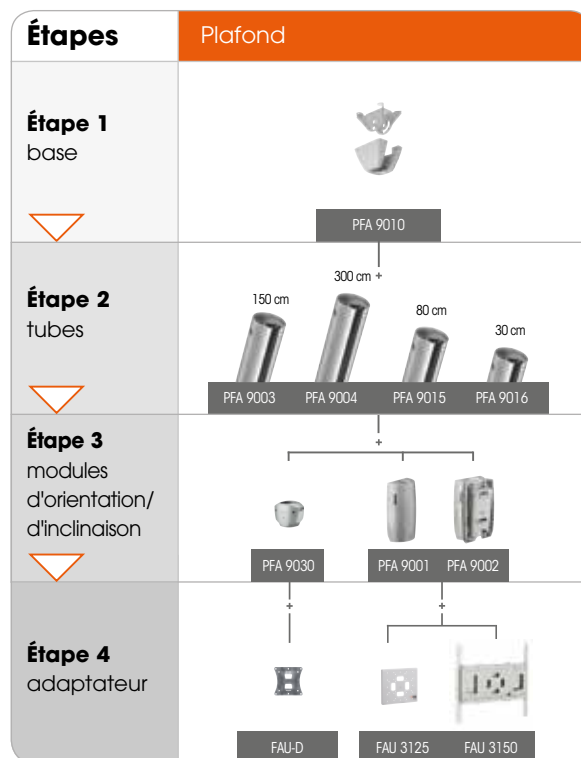 Étapes
Plafond
Étape 1
base
PFA 9010
+
Étape 2
tubes
150 cm
300 cm
80 cm
30 cm
PFA 9003
PFA 9004
PFA 9015
PFA 9016
+
Étape 3
modules
d'orientation/
d'inclinaison
PFA 9030
PFA 9001
PFA 9002
+
+
Étape 4
adaptateur
FAU-D
FAU 3125
FAU 3150